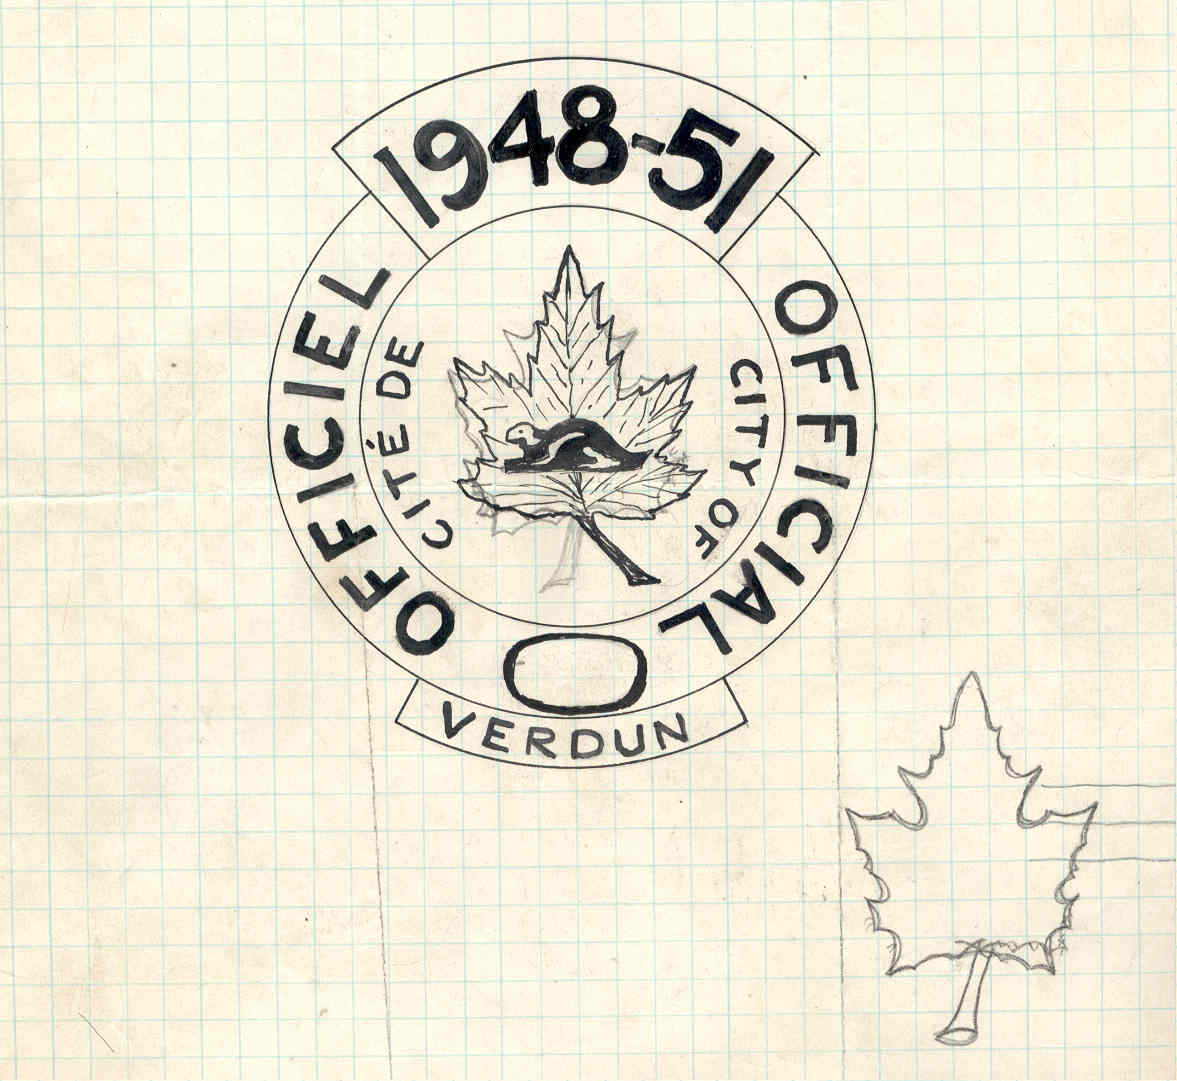 1948-51
OFFICIEL
OFFICIAL
CITÉ DE
CITY OF
VERDUN